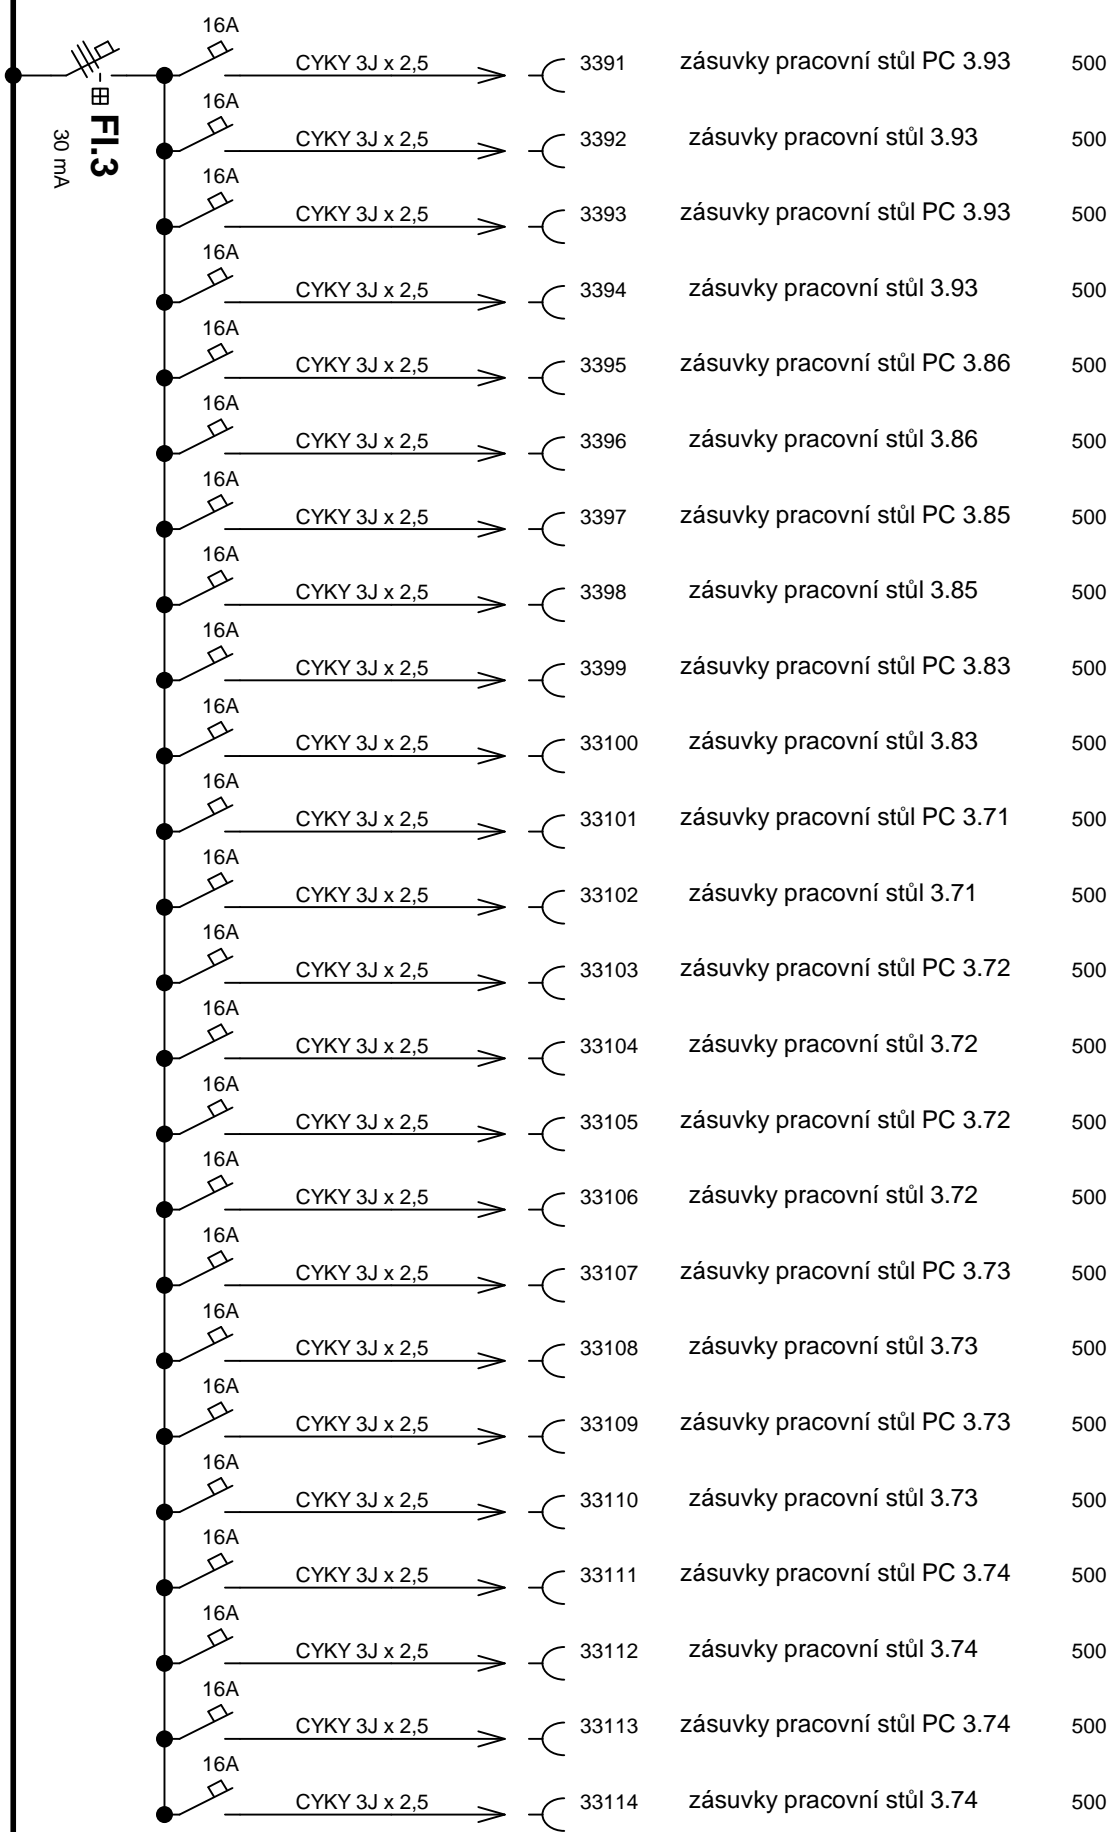 16A
CYKY 3J x 2,5 3391 zásuvky pracovní stůl PC 3.93 500
FI.3
30 mA
16A
CYKY 3J x 2,5 3392 zásuvky pracovní stůl 3.93 500
16A
CYKY 3J x 2,5 3393 zásuvky pracovní stůl PC 3.93 500
16A
CYKY 3J x 2,5 3394 zásuvky pracovní stůl 3.93 500
16A
CYKY 3J x 2,5 3395 zásuvky pracovní stůl PC 3.86 500
16A
CYKY 3J x 2,5 3396 zásuvky pracovní stůl 3.86 500
16A
CYKY 3J x 2,5 3397 zásuvky pracovní stůl PC 3.85 500
16A
CYKY 3J x 2,5 3398 zásuvky pracovní stůl 3.85 500
16A
CYKY 3J x 2,5 3399 zásuvky pracovní stůl PC 3.83 500
16A
CYKY 3J x 2,5 33100 zásuvky pracovní stůl 3.83 500
16A
CYKY 3J x 2,5 33101 zásuvky pracovní stůl PC 3.71 500
16A
CYKY 3J x 2,5 33102 zásuvky pracovní stůl 3.71 500
16A
CYKY 3J x 2,5 33103 zásuvky pracovní stůl PC 3.72 500
16A
CYKY 3J x 2,5 33104 zásuvky pracovní stůl 3.72 500
16A
CYKY 3J x 2,5 33105 zásuvky pracovní stůl PC 3.72 500
16A
CYKY 3J x 2,5 33106 zásuvky pracovní stůl 3.72 500
16A
CYKY 3J x 2,5 33107 zásuvky pracovní stůl PC 3.73 500
16A
CYKY 3J x 2,5 33108 zásuvky pracovní stůl 3.73 500
16A
CYKY 3J x 2,5 33109 zásuvky pracovní stůl PC 3.73 500
16A
CYKY 3J x 2,5 33110 zásuvky pracovní stůl 3.73 500
16A
CYKY 3J x 2,5 33111 zásuvky pracovní stůl PC 3.74 500
16A
CYKY 3J x 2,5 33112 zásuvky pracovní stůl 3.74 500
16A
CYKY 3J x 2,5 33113 zásuvky pracovní stůl PC 3.74 500
16A
CYKY 3J x 2,5 33114 zásuvky pracovní stůl 3.74 500